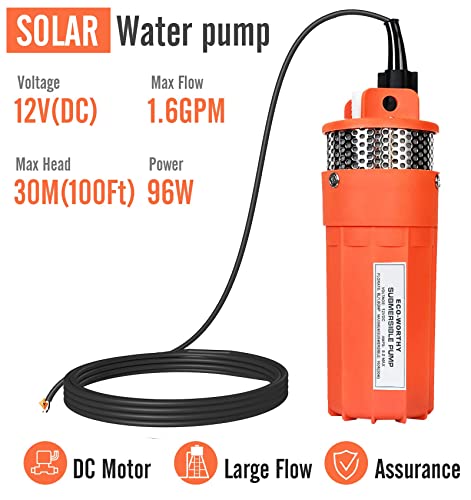 SOLAR Water pump
Voltage
12V(DC)
Max Flow
1.6GPM
Max Head
30M(100Ft)
Power
96W
ECO-WORTHY
SUBMERSIBLE PUMP
DC Motor
Large Flow
Assurance